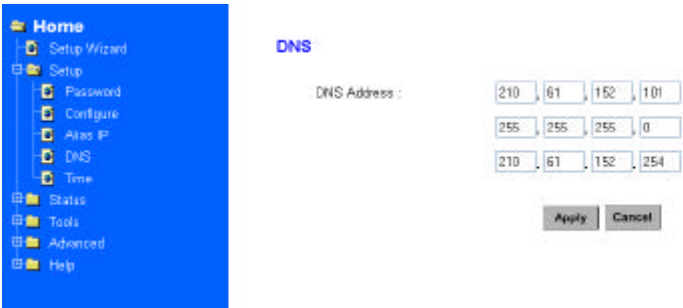 Home
Setup Wizard
Setup
Password
Configure
Alias IP
DNS
Time
Status
Tools
Advanced
Help
DNS
DNS Address :
210 . 61 . 152 . 101
255 . 255 . 255 . 0
210 . 61 . 152 . 254
Apply Cancel